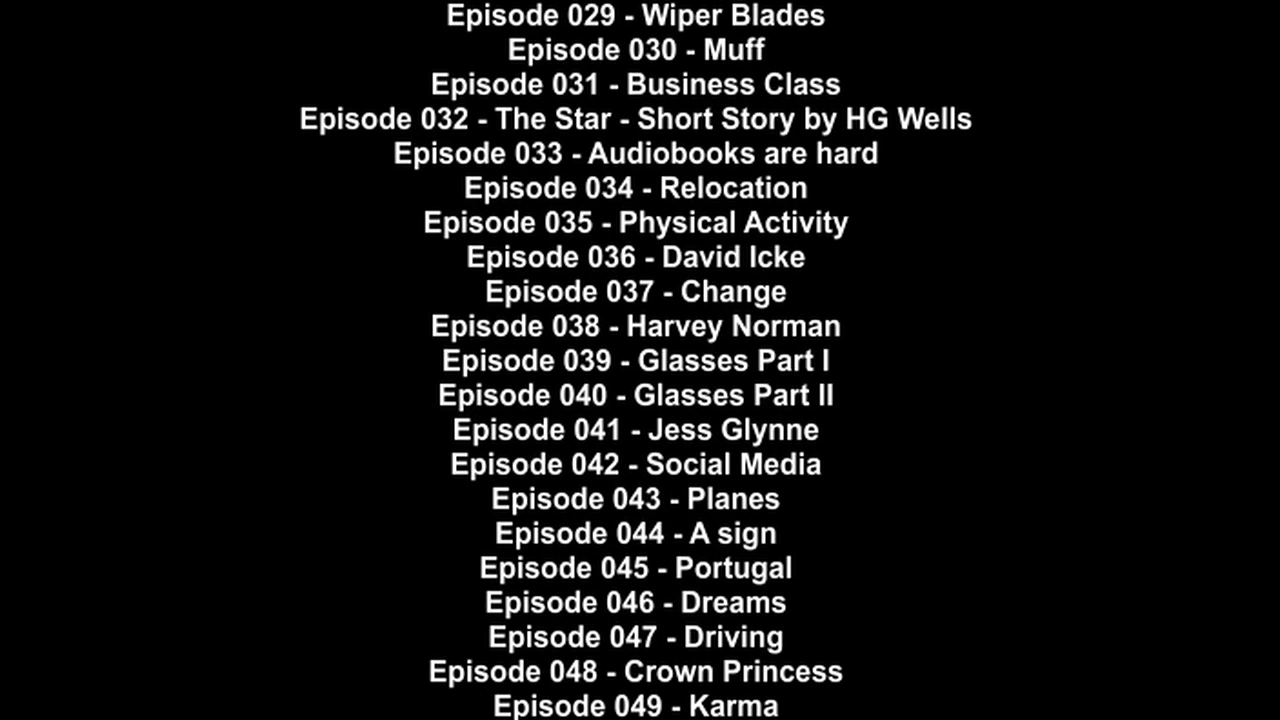 Episode 029 - Wiper Blades
Episode 030 - Muff
Episode 031 - Business Class
Episode 032 - The Star - Short Story by HG Wells
Episode 033 - Audiobooks are hard
Episode 034 - Relocation
Episode 035 - Physical Activity
Episode 036 - David Icke
Episode 037 - Change
Episode 038 - Harvey Norman
Episode 039 - Glasses Part I
Episode 040 - Glasses Part II
Episode 041 - Jess Glynne
Episode 042 - Social Media
Episode 043 - Planes
Episode 044 - A sign
Episode 045 - Portugal
Episode 046 - Dreams
Episode 047 - Driving
Episode 048 - Crown Princess
Episode 049 - Karma